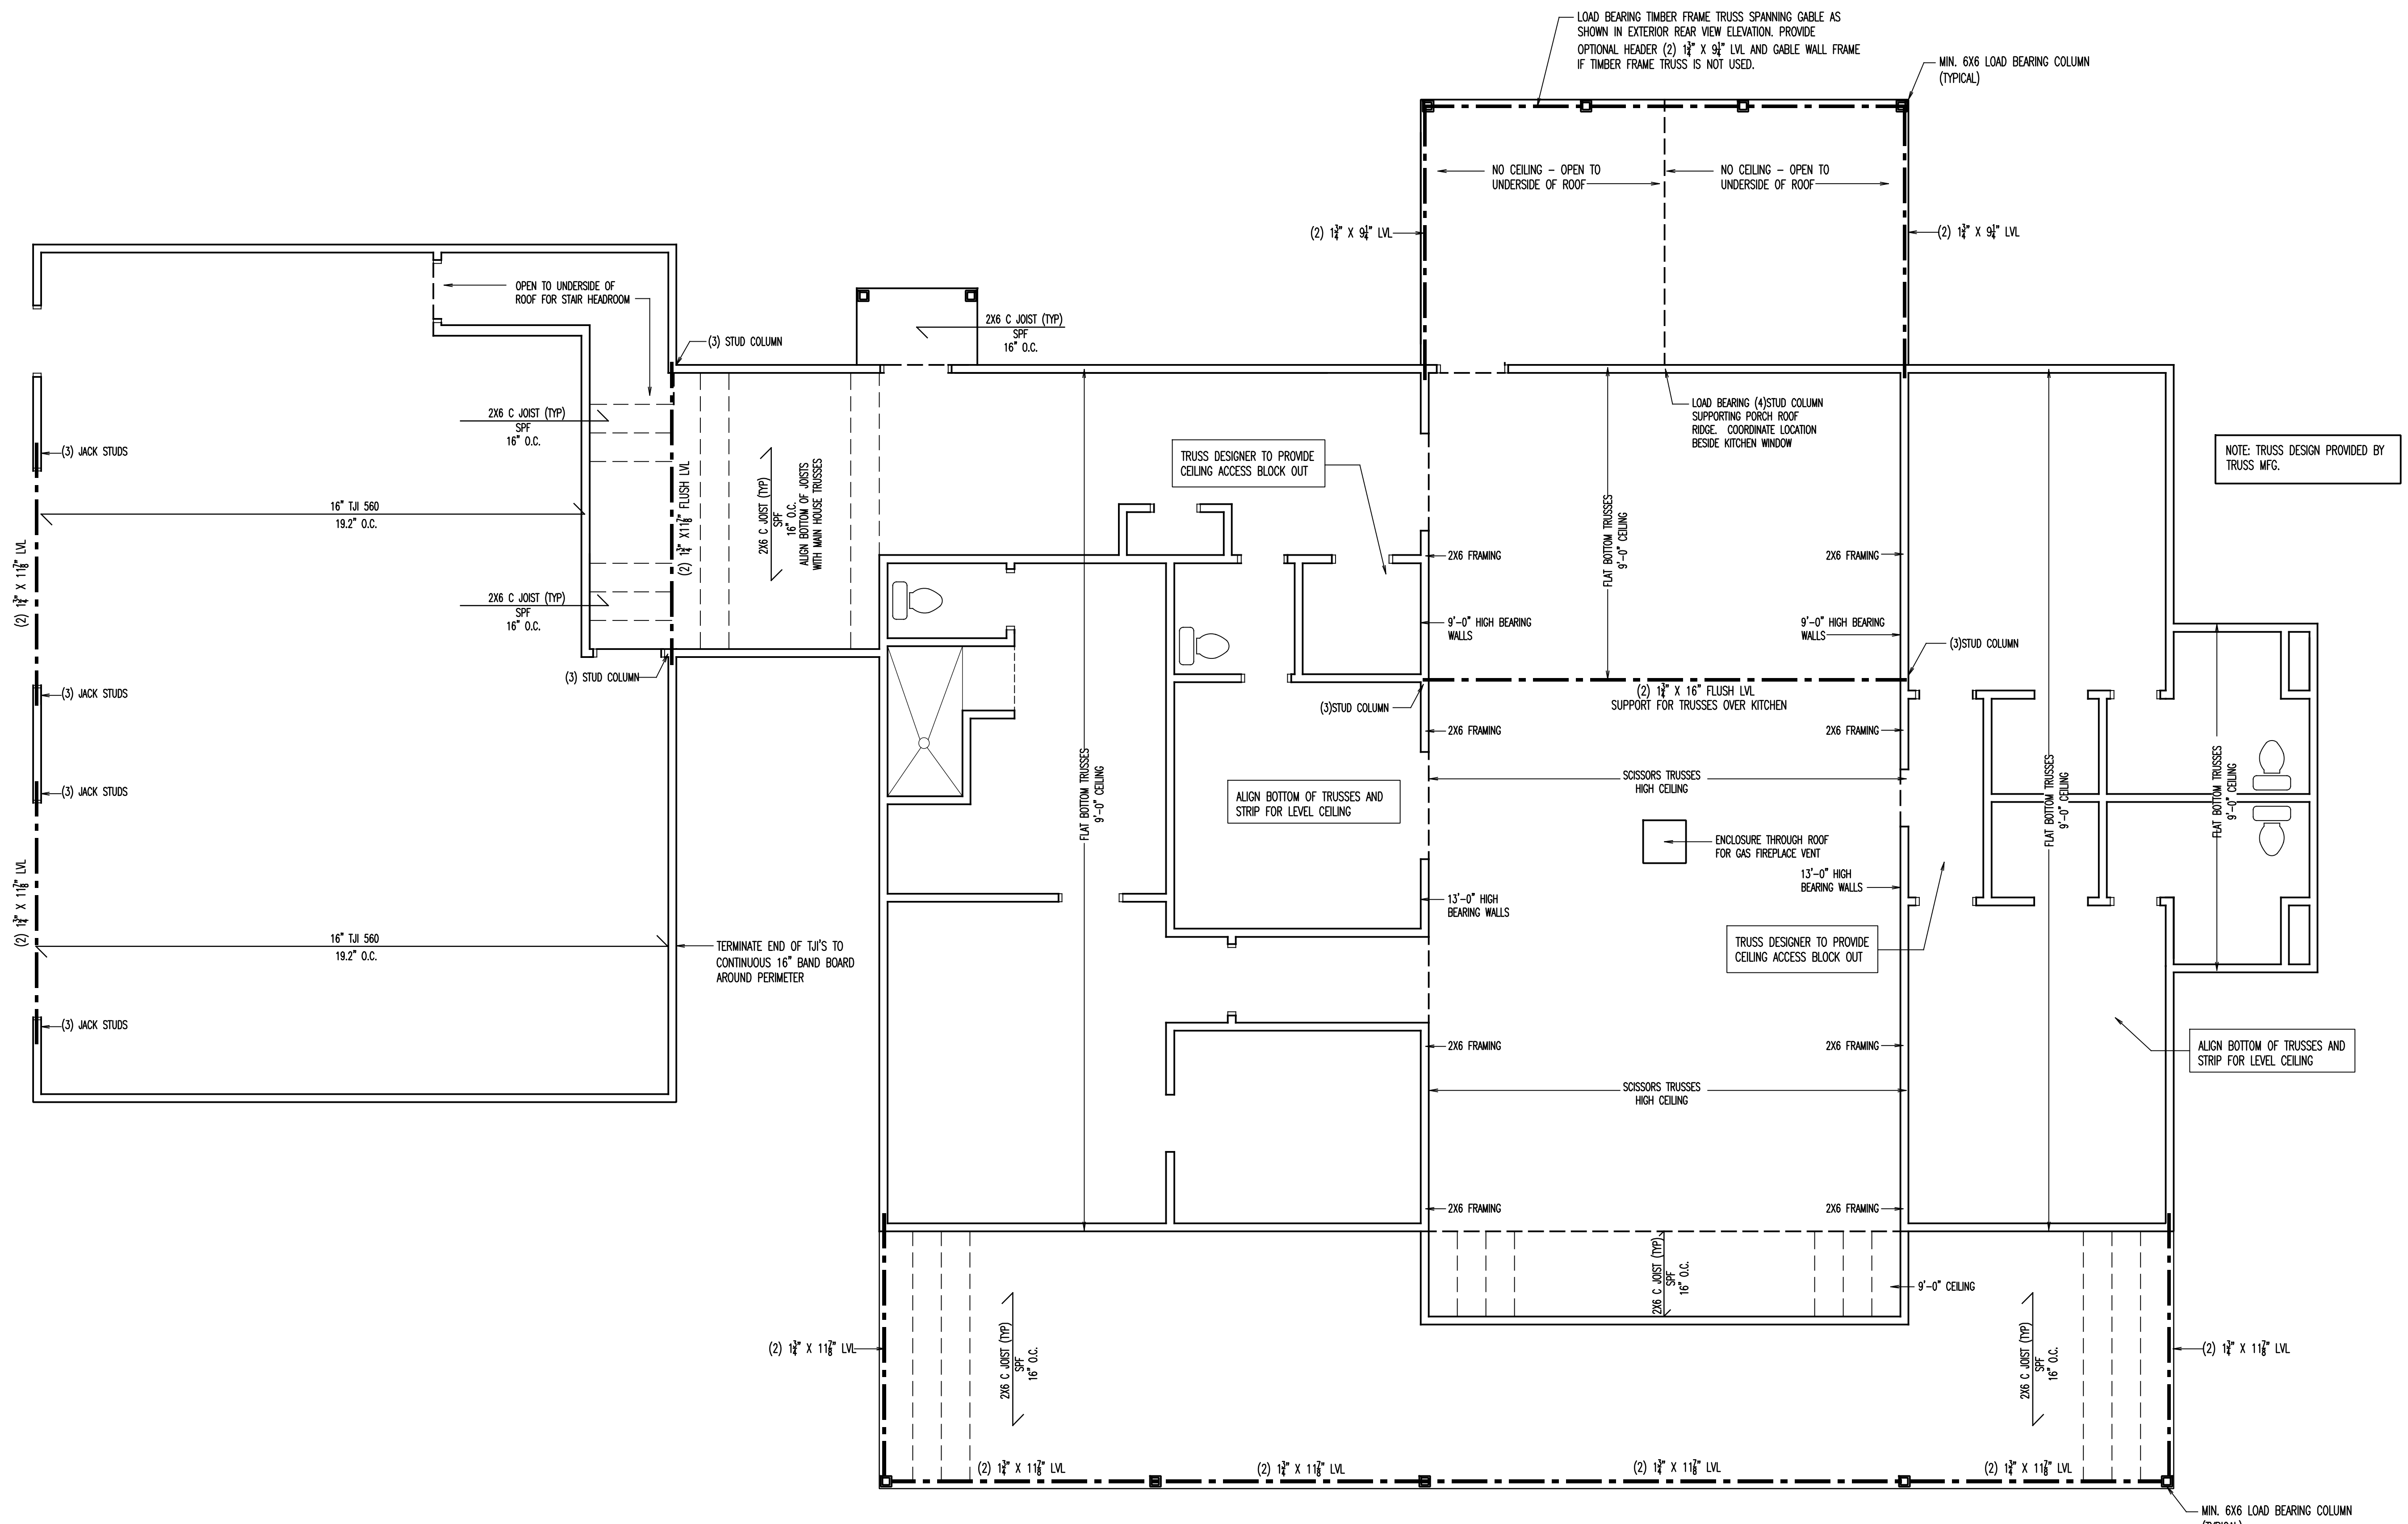 LOAD BEARING TIMBER FRAME TRUSS SPANNING GABLE AS
SHOWN IN EXTERIOR REAR VIEW ELEVATION. PROVIDE
OPTIONAL HEADER (2) 1¾" X 9¼" LVL AND GABLE WALL FRAME
IF TIMBER FRAME TRUSS IS NOT USED.
MIN. 6X6 LOAD BEARING COLUMN
(TYPICAL)
NO CEILING – OPEN TO
UNDERSIDE OF ROOF
NO CEILING – OPEN TO
UNDERSIDE OF ROOF
(2) 1¾" X 9¼" LVL
(2) 1¾" X 9¼" LVL
OPEN TO UNDERSIDE OF
ROOF FOR STAIR HEADROOM
2X6 C JOIST (TYP)
SPF
16" O.C.
(3) STUD COLUMN
2X6 C JOIST (TYP)
SPF
16" O.C.
(3) JACK STUDS
LOAD BEARING (4)STUD COLUMN
SUPPORTING PORCH ROOF
RIDGE. COORDINATE LOCATION
BESIDE KITCHEN WINDOW
TRUSS DESIGNER TO PROVIDE
CEILING ACCESS BLOCK OUT
NOTE: TRUSS DESIGN PROVIDED BY
TRUSS MFG.
16" TJI 560
19.2" O.C.
(2) 1¾" X11⅞" FLUSH LVL
2X6 C JOIST (TYP)
SPF
16" O.C.
ALIGN BOTTOM OF JOISTS
WITH MAIN HOUSE TRUSSES
FLAT BOTTOM TRUSSES
9'-0" CEILING
(2) 1¾" X 11⅞" LVL
2X6 FRAMING
2X6 FRAMING
2X6 C JOIST (TYP)
SPF
16" O.C.
9'-0" HIGH BEARING
WALLS
9'-0" HIGH BEARING
WALLS
(3)STUD COLUMN
(3) STUD COLUMN
(3) JACK STUDS
(2) 1¾" X 16" FLUSH LVL
SUPPORT FOR TRUSSES OVER KITCHEN
(3)STUD COLUMN
2X6 FRAMING
2X6 FRAMING
FLAT BOTTOM TRUSSES
9'-0" CEILING
SCISSORS TRUSSES
HIGH CEILING
FLAT BOTTOM TRUSSES
9'-0" CEILING
FLAT BOTTOM TRUSSES
9'-0" CEILING
(3) JACK STUDS
ALIGN BOTTOM OF TRUSSES AND
STRIP FOR LEVEL CEILING
ENCLOSURE THROUGH ROOF
FOR GAS FIREPLACE VENT
(2) 1¾" X 11⅞" LVL
13'-0" HIGH
BEARING WALLS
13'-0" HIGH
BEARING WALLS
16" TJI 560
19.2" O.C.
TERMINATE END OF TJI'S TO
CONTINUOUS 16" BAND BOARD
AROUND PERIMETER
TRUSS DESIGNER TO PROVIDE
CEILING ACCESS BLOCK OUT
(3) JACK STUDS
2X6 FRAMING
2X6 FRAMING
ALIGN BOTTOM OF TRUSSES AND
STRIP FOR LEVEL CEILING
SCISSORS TRUSSES
HIGH CEILING
2X6 FRAMING
2X6 FRAMING
2X6 C JOIST (TYP)
SPF
16" O.C.
9'-0" CEILING
(2) 1¾" X 11⅞" LVL
2X6 C JOIST (TYP)
SPF
16" O.C.
2X6 C JOIST (TYP)
SPF
16" O.C.
(2) 1¾" X 11⅞" LVL
(2) 1¾" X 11⅞" LVL
(2) 1¾" X 11⅞" LVL
(2) 1¾" X 11⅞" LVL
(2) 1¾" X 11⅞" LVL
MIN. 6X6 LOAD BEARING COLUMN